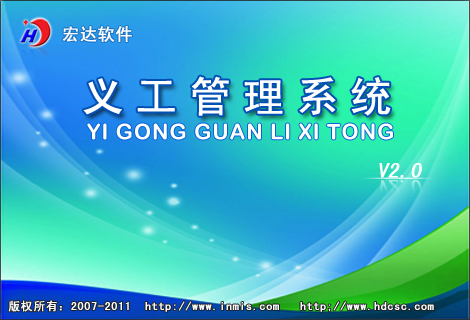 H 宏达软件
义工管理系统
YI GONG GUAN LI XI TONG
V2.0
版权所有：2007-2011 http://www.inmis.com http;//www.hdcsc.com